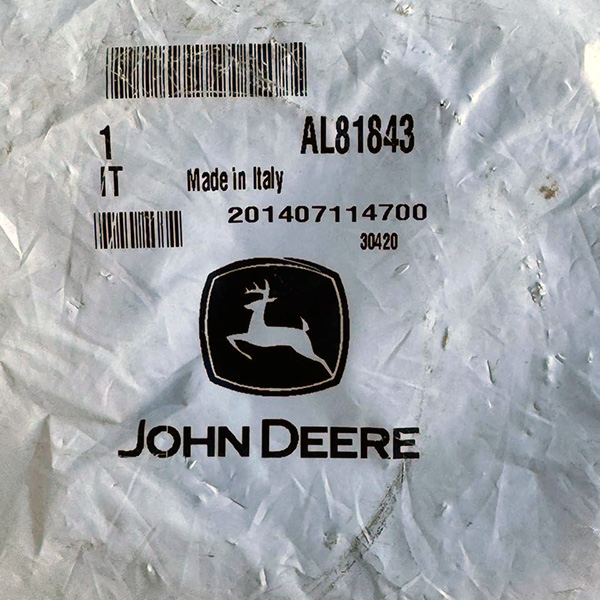 1 AL81843
IT Made in Italy
201407114700
30420
JOHN DEERE